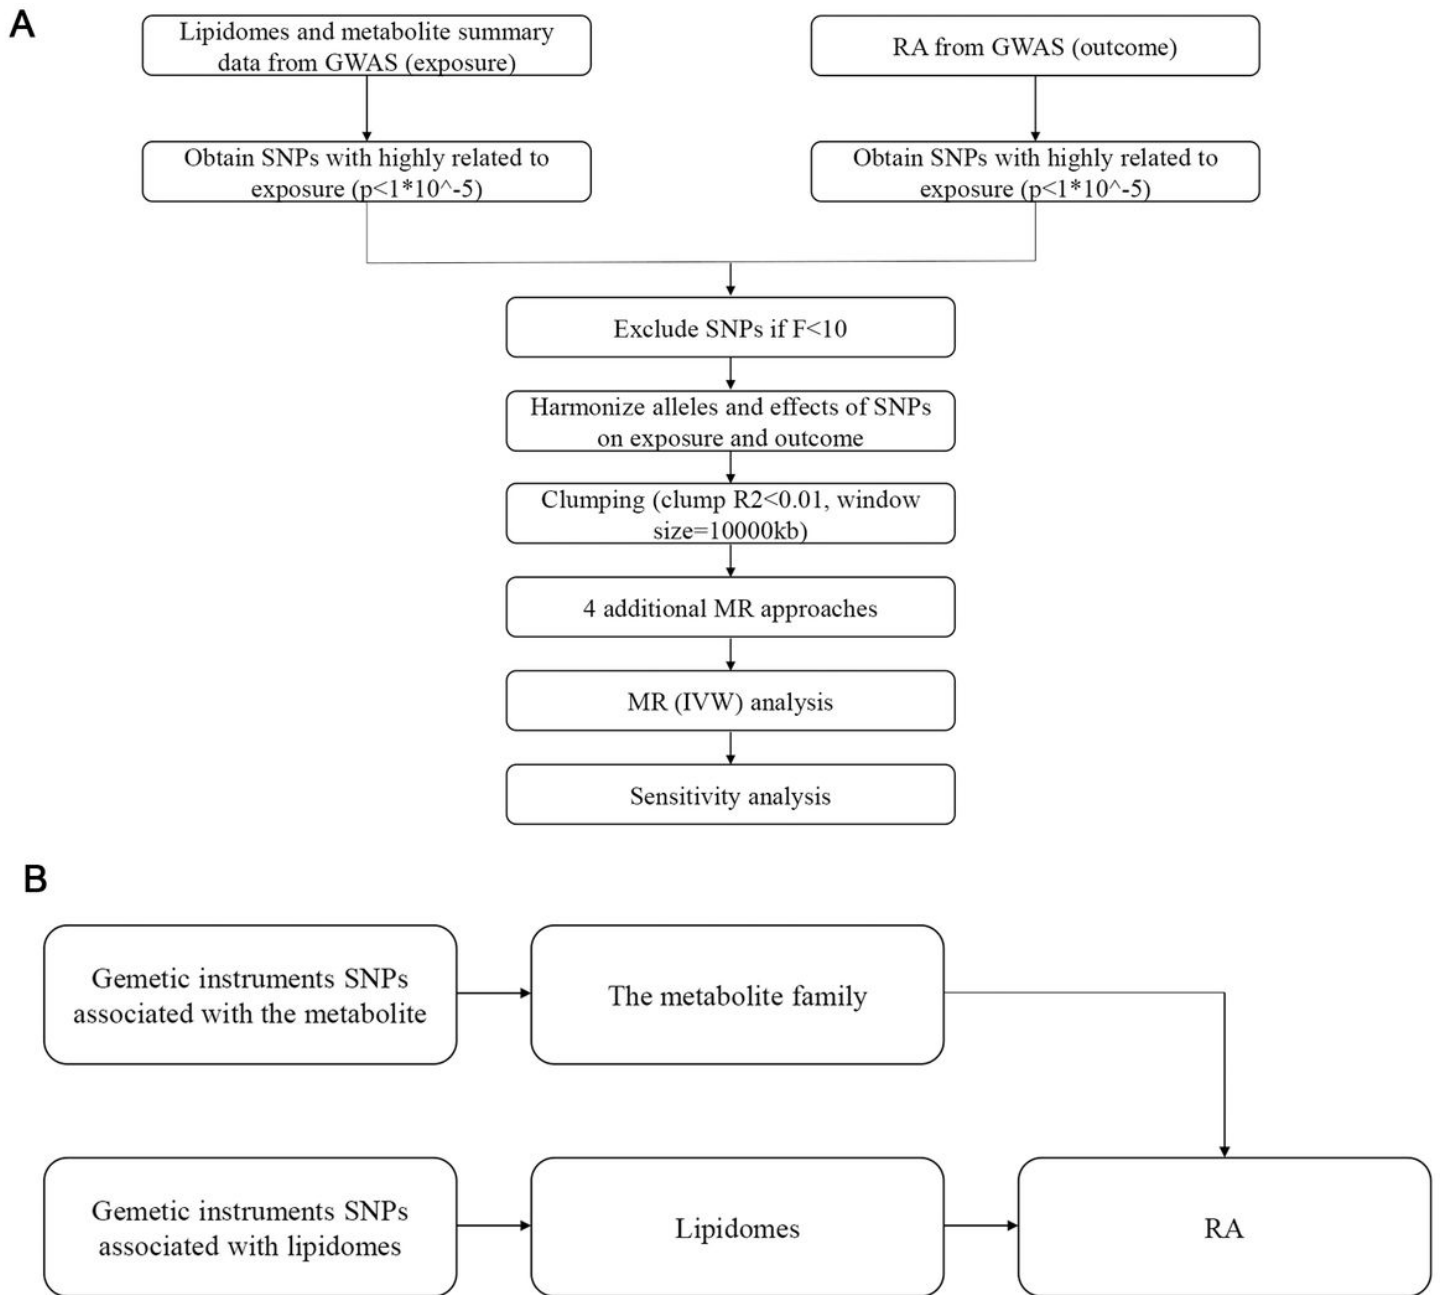 A
Lipidomes and metabolite summary
data from GWAS (exposure)
RA from GWAS (outcome)
Obtain SNPs with highly related to
exposure (p<1*10^-5)
Obtain SNPs with highly related to
exposure (p<1*10^-5)
Exclude SNPs if F<10
Harmonize alleles and effects of SNPs
on exposure and outcome
Clumping (clump R2<0.01, window
size=10000kb)
4 additional MR approaches
MR (IVW) analysis
Sensitivity analysis
B
Gemetic instruments SNPs
associated with the metabolite
The metabolite family
Gemetic instruments SNPs
associated with lipidomes
Lipidomes
RA